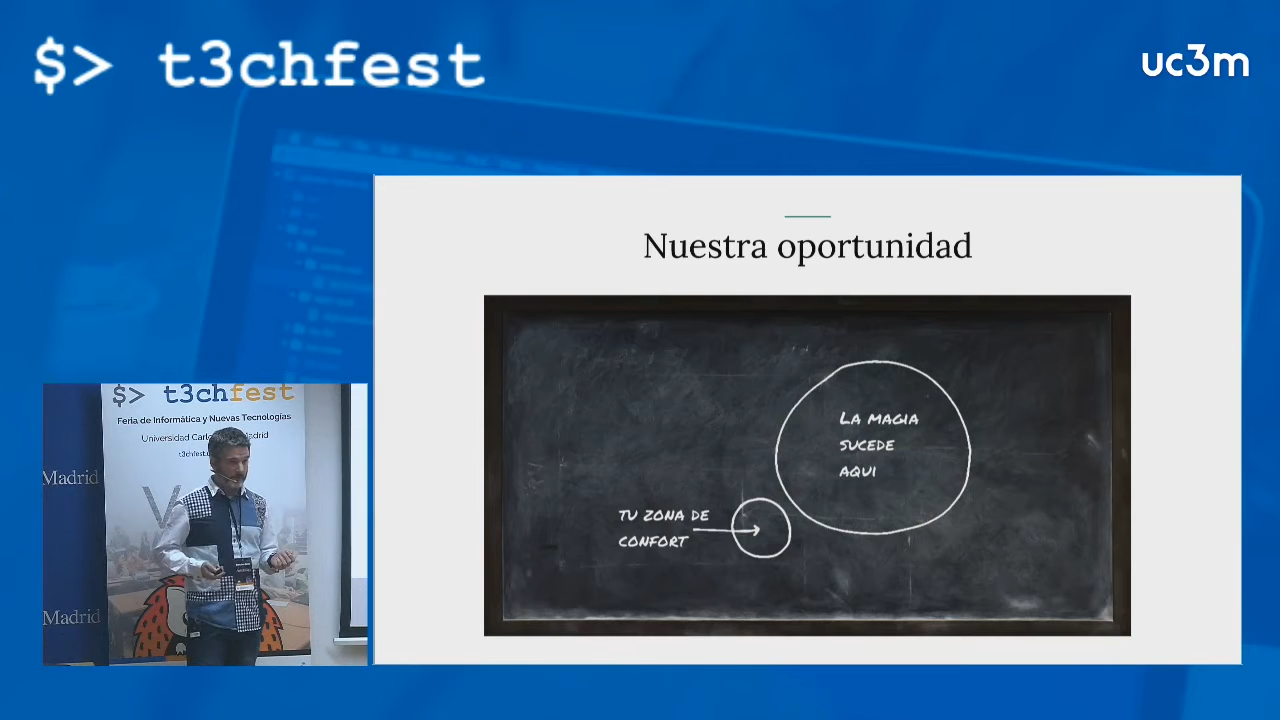 $> t3chfest
uc3m
Nuestra oportunidad
LA MAGIA
SUCEDE
AQUI
TU ZONA DE
CONFORT
$> t3chfest
Feria de Informática y Nuevas Tecnologías
Madrid
Madrid